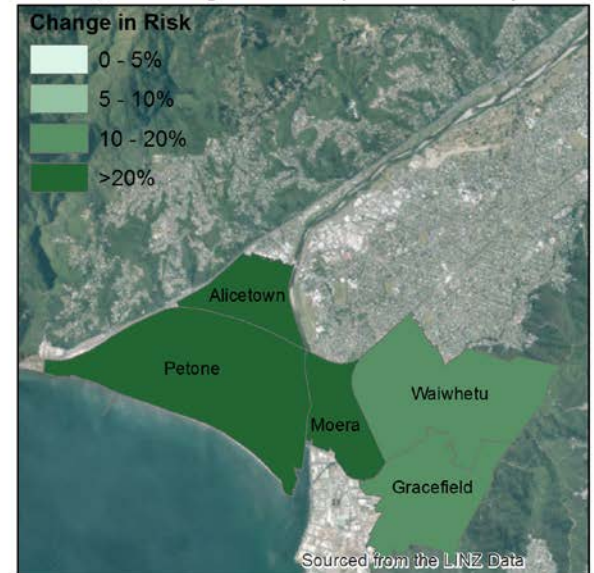 Change in Risk
0 - 5%
5 - 10%
10 - 20%
>20%
Alicetown
Petone
Waiwhetu
Moera
Gracefield
Sourced from the LINZ Data